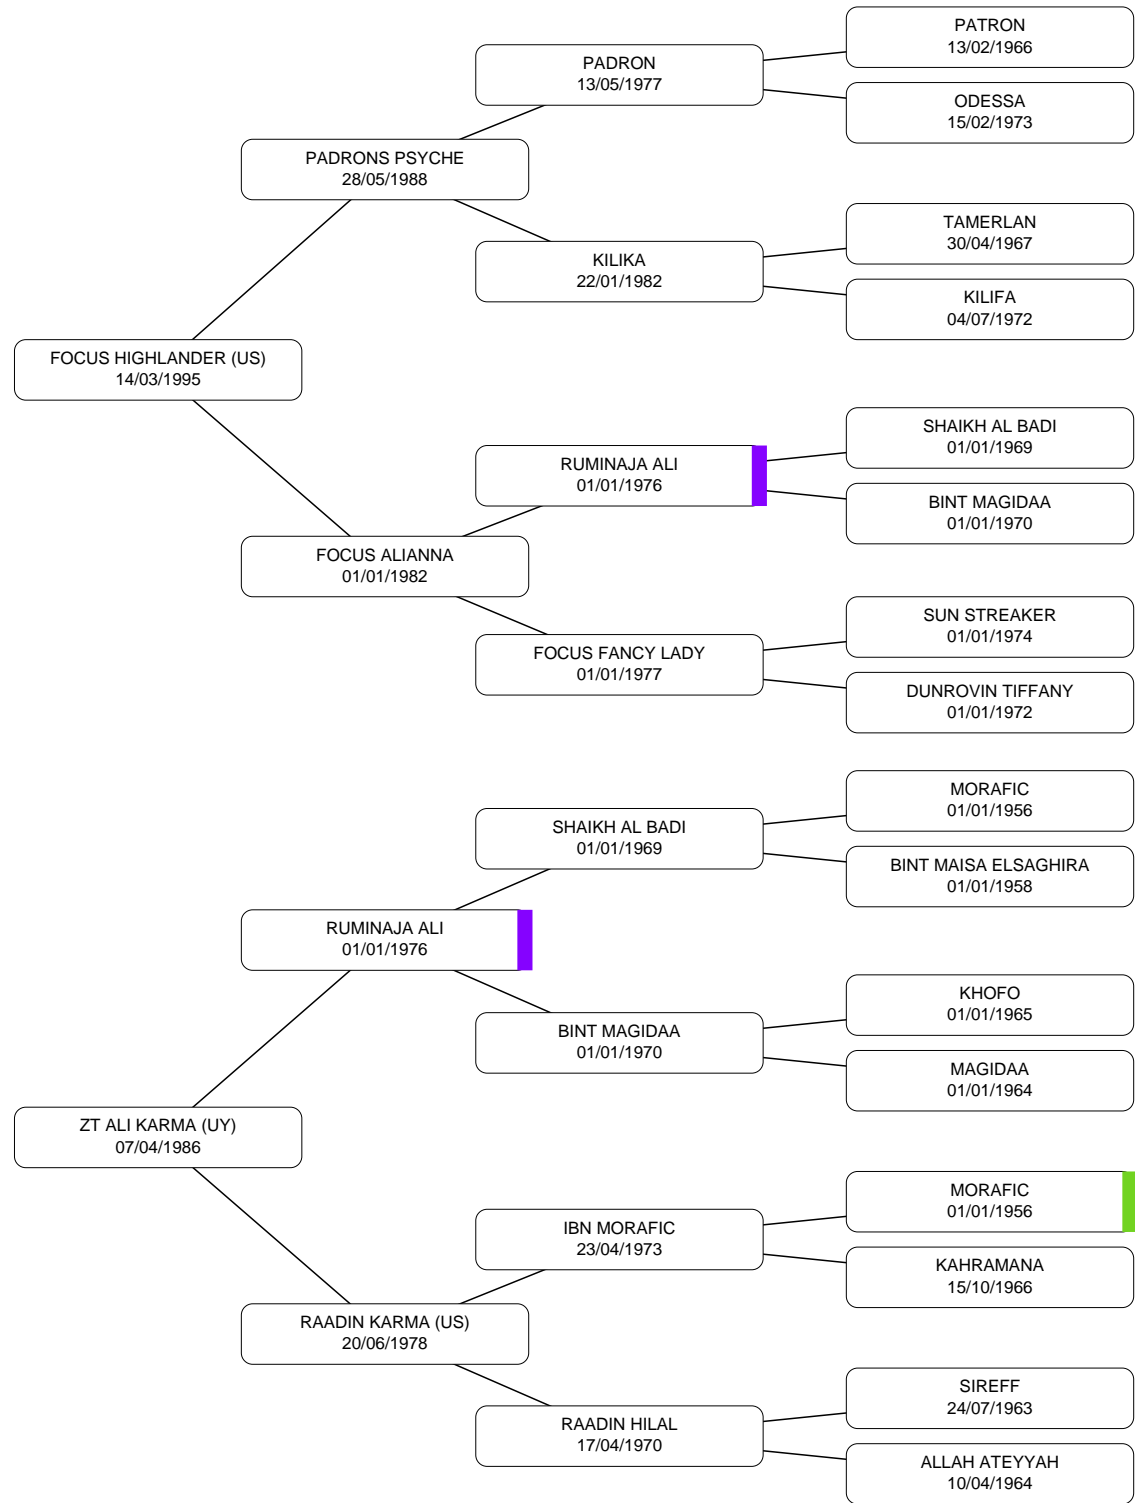 PATRON
13/02/1966
PADRON
13/05/1977
ODESSA
15/02/1973
PADRONS PSYCHE
28/05/1988
TAMERLAN
30/04/1967
KILIKA
22/01/1982
KILIFA
04/07/1972
FOCUS HIGHLANDER (US)
14/03/1995
SHAIKH AL BADI
01/01/1969
RUMINAJA ALI
01/01/1976
BINT MAGIDAA
01/01/1970
FOCUS ALIANNA
01/01/1982
SUN STREAKER
01/01/1974
FOCUS FANCY LADY
01/01/1977
DUNROVIN TIFFANY
01/01/1972
MORAFIC
01/01/1956
SHAIKH AL BADI
01/01/1969
BINT MAISA ELSAGHIRA
01/01/1958
RUMINAJA ALI
01/01/1976
KHOFO
01/01/1965
BINT MAGIDAA
01/01/1970
MAGIDAA
01/01/1964
ZT ALI KARMA (UY)
07/04/1986
MORAFIC
01/01/1956
IBN MORAFIC
23/04/1973
KAHRAMANA
15/10/1966
RAADIN KARMA (US)
20/06/1978
SIREFF
24/07/1963
RAADIN HILAL
17/04/1970
ALLAH ATEYYAH
10/04/1964